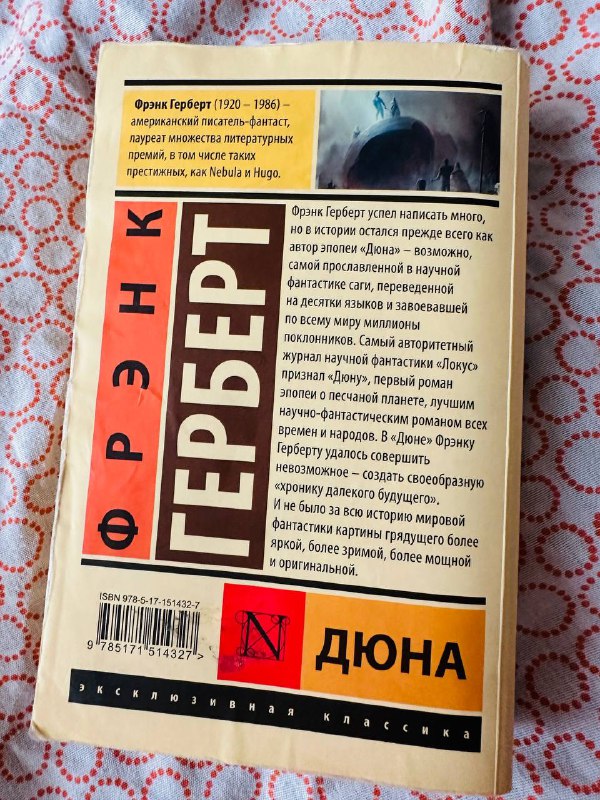 Фрэнк Герберт (1920 – 1986) –
американский писатель-фантаст,
лауреат множества литературных
премий, в том числе таких
престижных, как Nebula и Hugo.
ФРЭНК
ГЕРБЕРТ
Фрэнк Герберт успел написать много,
но в истории остался прежде всего как
автор эпопеи «Дюна» – возможно,
самой прославленной в научной
фантастике саги, переведенной
на десятки языков и завоевавшей
по всему миру миллионы
поклонников. Самый авторитетный
журнал научной фантастики «Локус»
признал «Дюну», первый роман
эпопеи о песчаной планете, лучшим
научно-фантастическим романом всех
времен и народов. В «Дюне» Фрэнку
Герберту удалось совершить
невозможное – создать своеобразную
«хронику далекого будущего».
И не было за всю историю мировой
фантастики картины грядущего более
яркой, более зримой, более мощной
и оригинальной.
ISBN 978-5-17-151432-7
9 785171 514327 >
N
ДЮНА
эксклюзивная классика